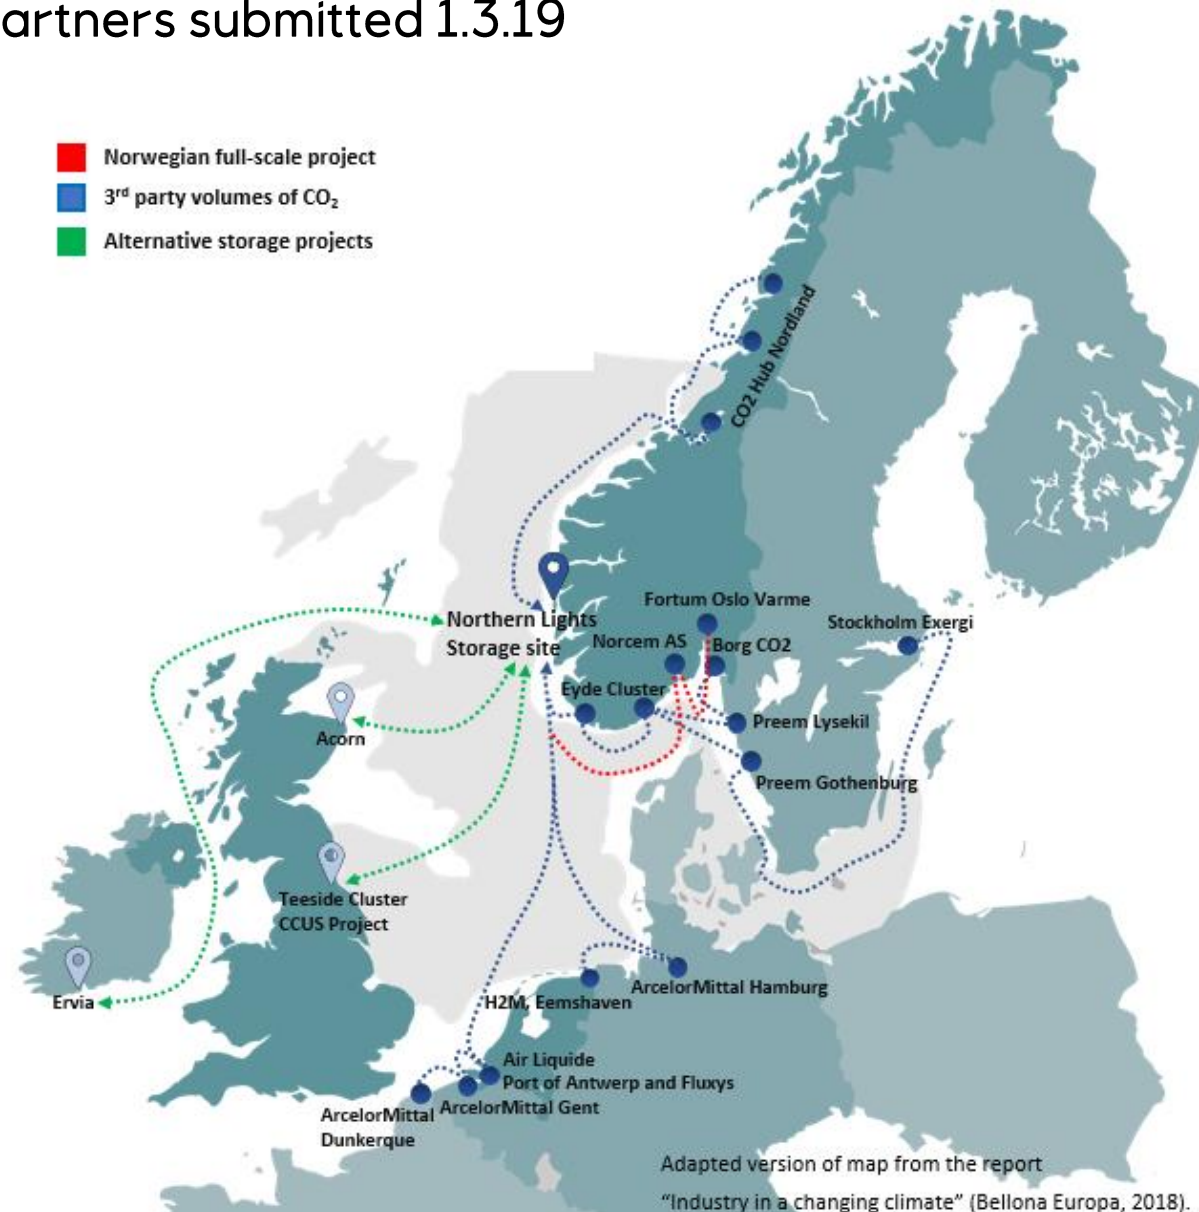 artners submitted 1.3.19
Norwegian full-scale project
3rd party volumes of CO2
Alternative storage projects
CO2 Hub Nordland
Northern Lights
Storage site
Fortum Oslo Varme
Stockholm Exergi
Norcem AS
Borg CO2
Eyde Cluster
Preem Lysekil
Acorn
Preem Gothenburg
Teeside Cluster
CCUS Project
Ervia
ArcelorMittal Hamburg
H2M, Eemshaven
Air Liquide
Port of Antwerp and Fluxys
ArcelorMittal Gent
ArcelorMittal
Dunkerque
Adapted version of map from the report
“Industry in a changing climate” (Bellona Europa, 2018).